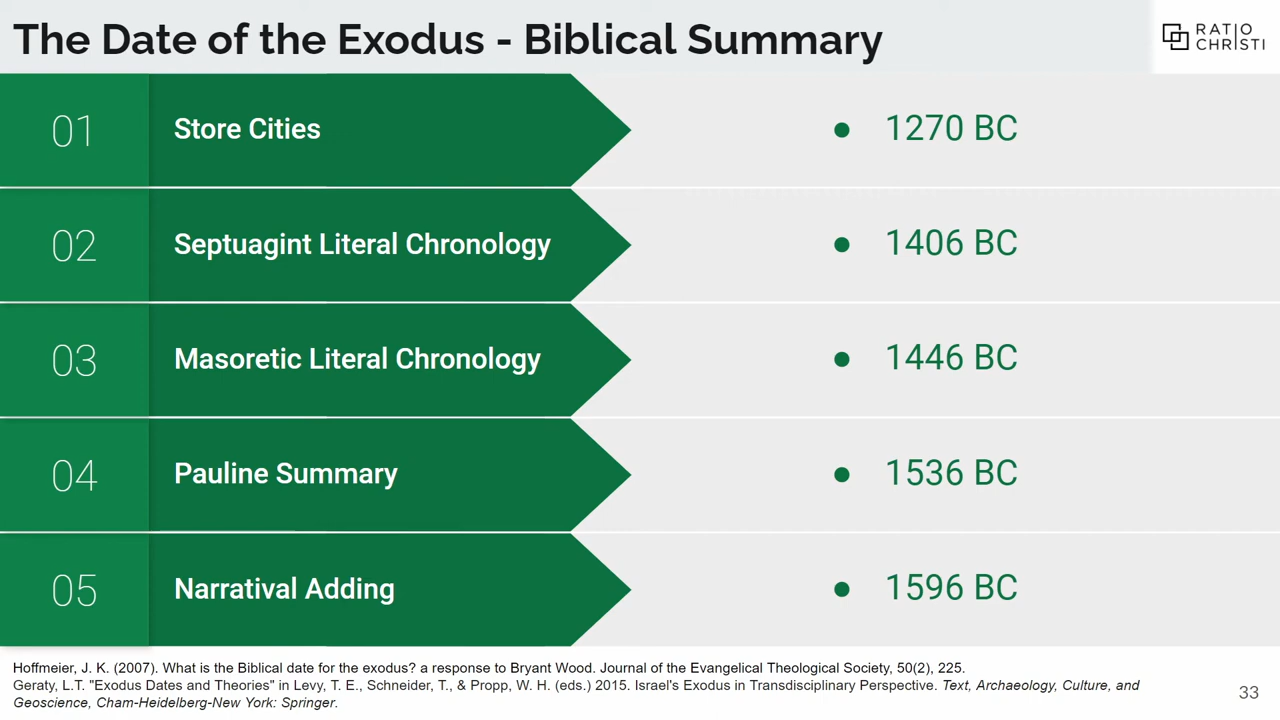 The Date of the Exodus - Biblical Summary
RATIO
CHRISTI
01
Store Cities
● 1270 BC
02
Septuagint Literal Chronology
● 1406 BC
03
Masoretic Literal Chronology
● 1446 BC
04
Pauline Summary
● 1536 BC
05
Narratival Adding
● 1596 BC
Hoffmeier, J. K. (2007). What is the Biblical date for the exodus? a response to Bryant Wood. Journal of the Evangelical Theological Society, 50(2), 225.
Geraty, L.T. "Exodus Dates and Theories" in Levy, T. E., Schneider, T., & Propp, W. H. (eds.) 2015. Israel's Exodus in Transdisciplinary Perspective. Text, Archaeology, Culture, and
Geoscience, Cham-Heidelberg-New York: Springer.
33